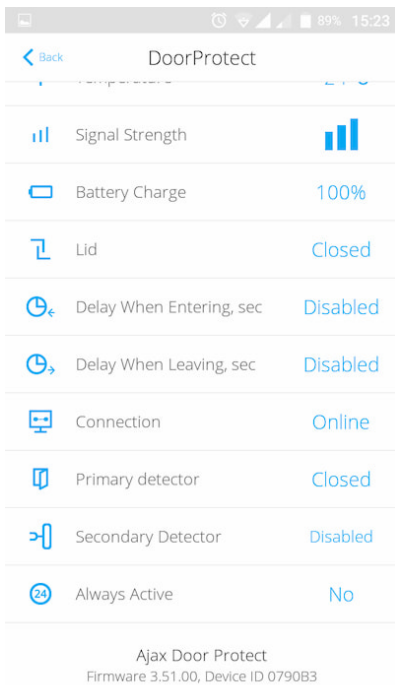 89% 15:23
Back DoorProtect
Signal Strength
Battery Charge 100%
Lid Closed
Delay When Entering, sec Disabled
Delay When Leaving, sec Disabled
Connection Online
Primary detector Closed
Secondary Detector Disabled
24 Always Active No
Ajax Door Protect
Firmware 3.51.00, Device ID 0790B3